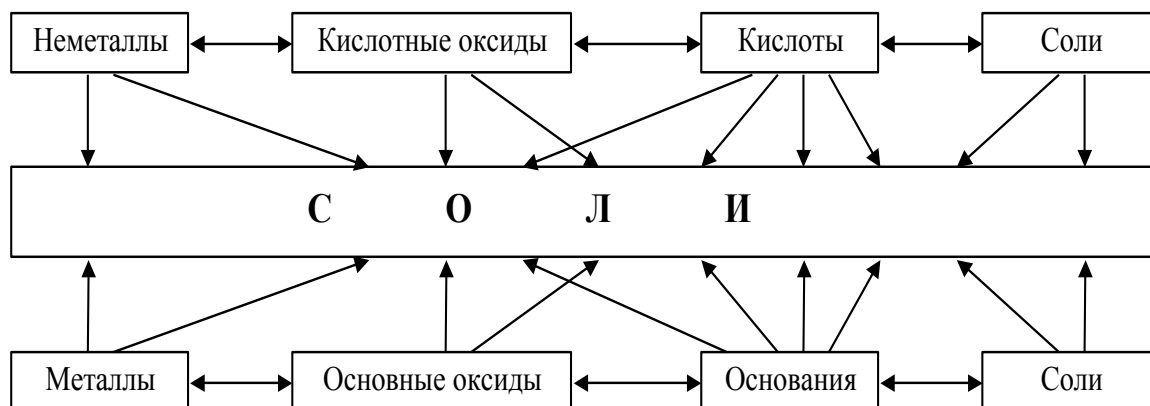 Неметаллы Кислотные оксиды Кислоты Соли
С О Л И
Металлы Основные оксиды Основания Соли